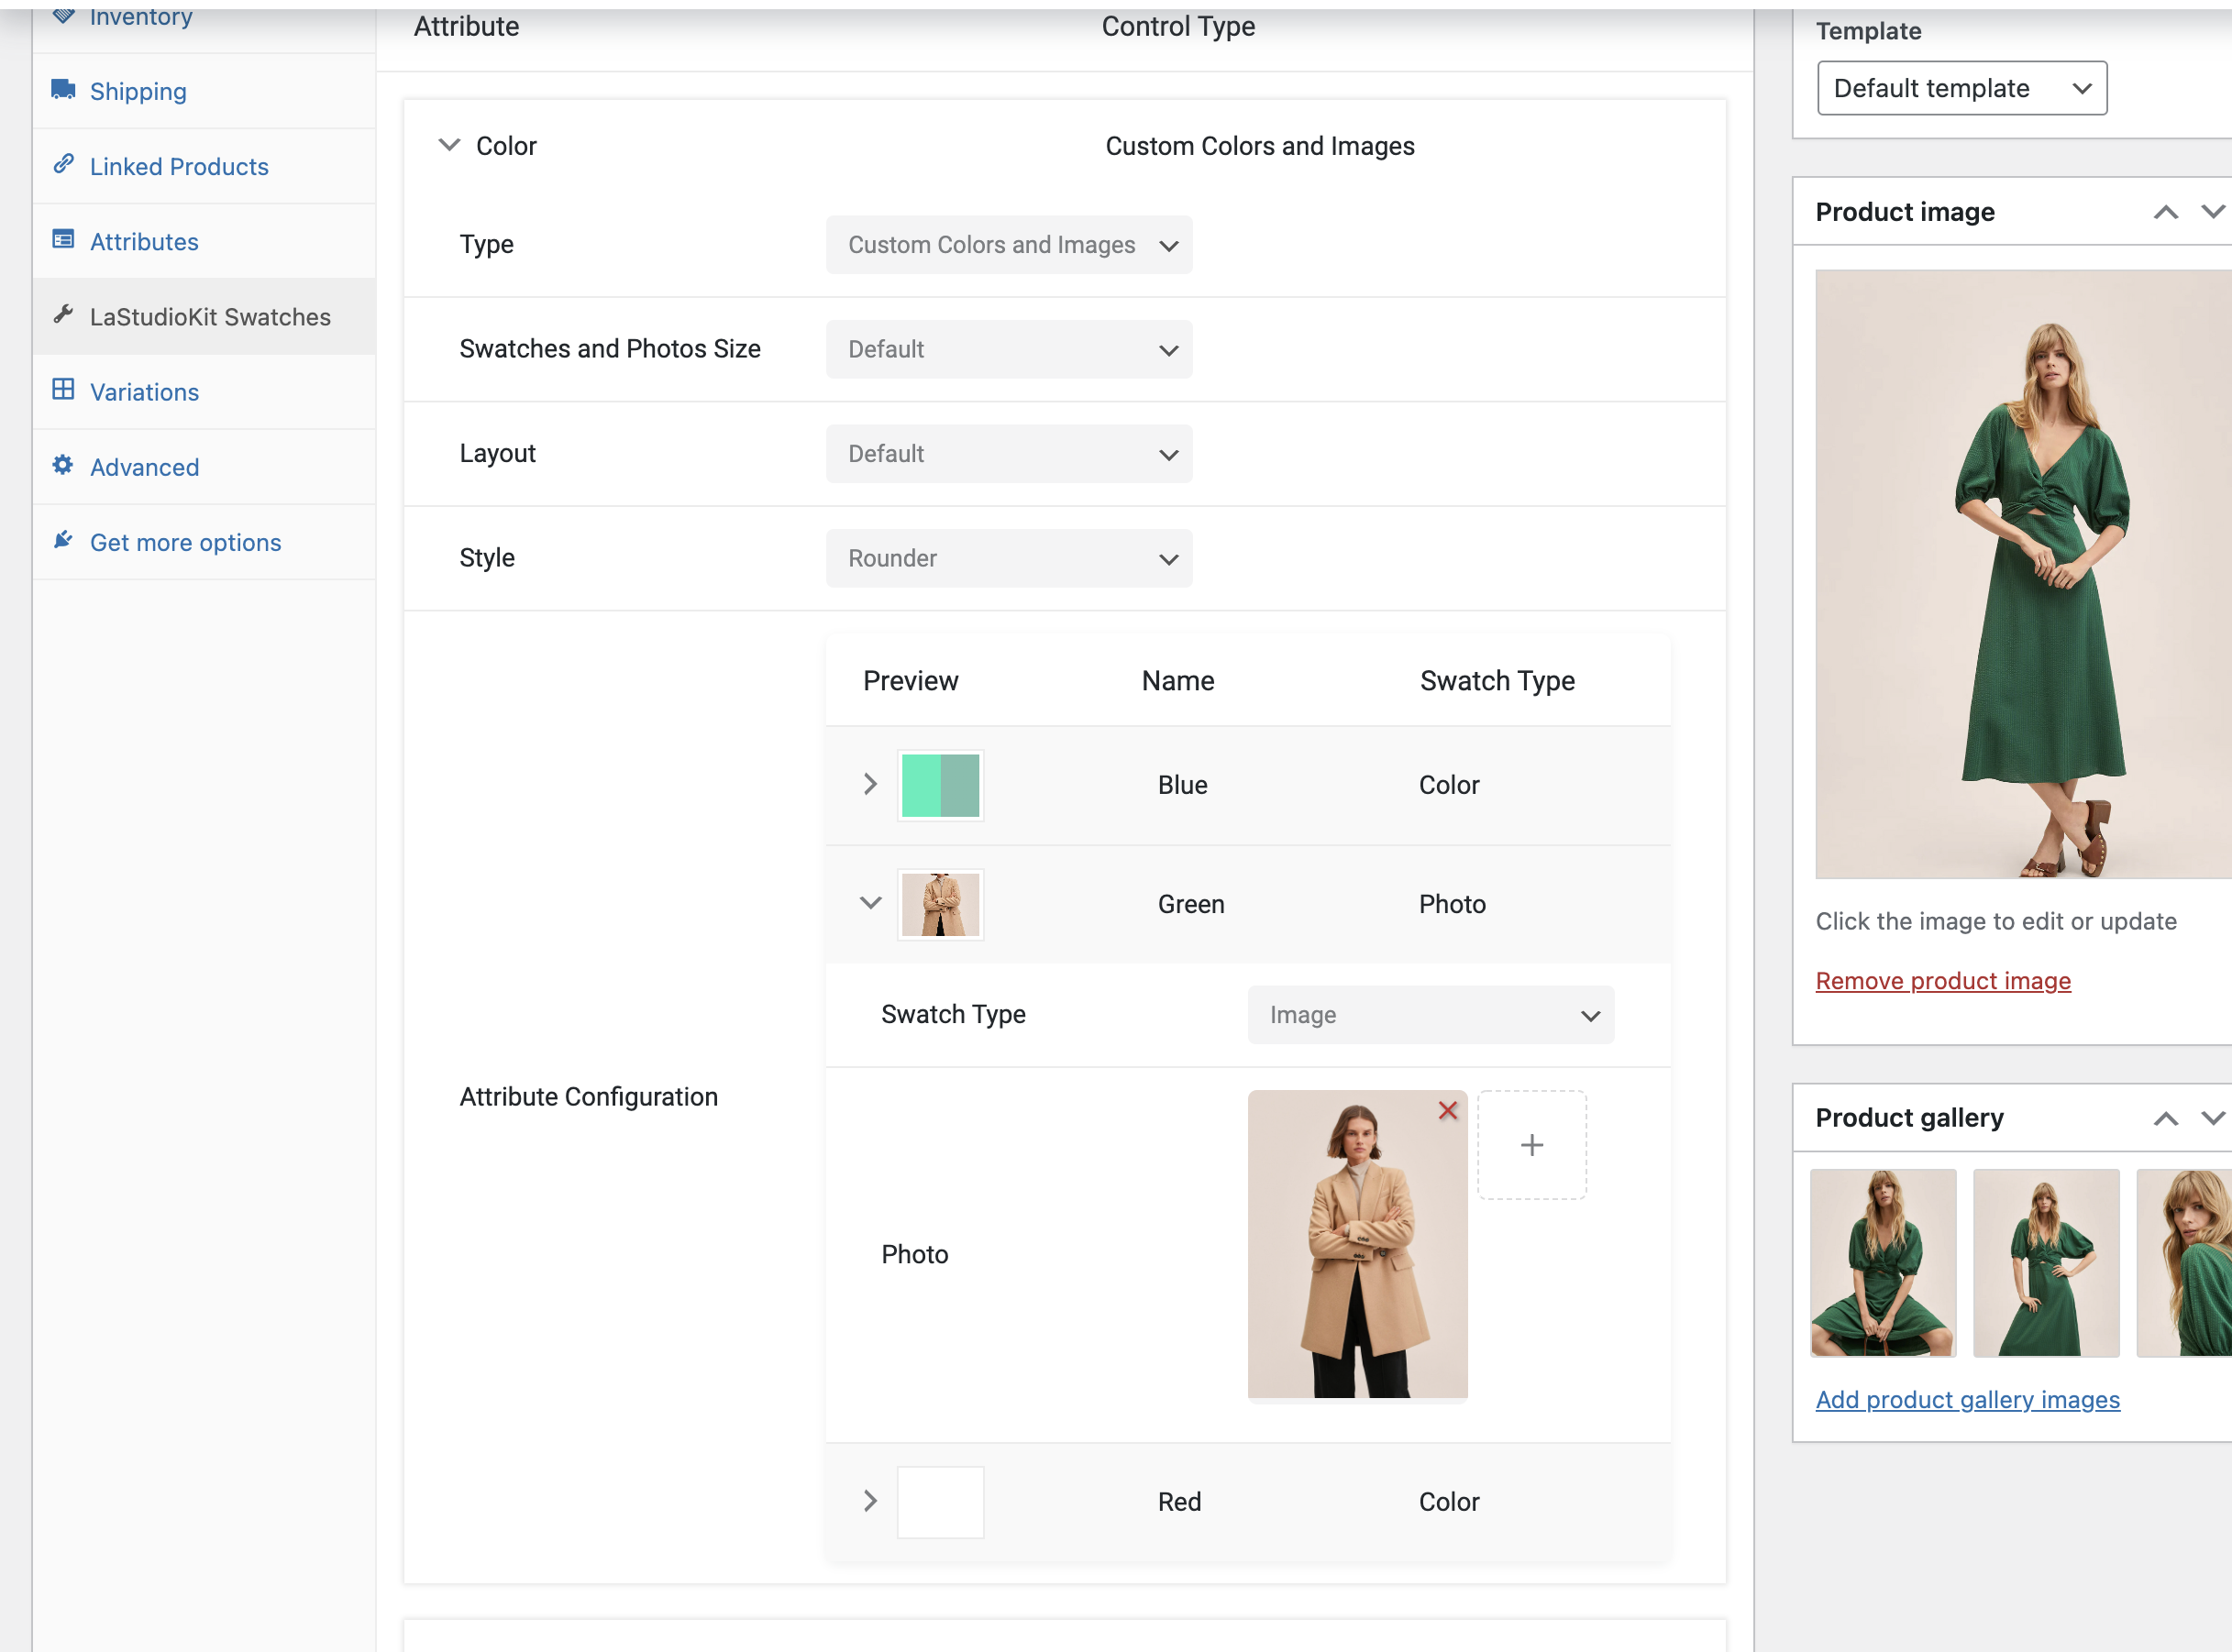 Inventory
Shipping
Linked Products
Attributes
LaStudioKit Swatches
Variations
Advanced
Get more options
Attribute
Control Type
Color
Custom Colors and Images
Type
Custom Colors and Images
Swatches and Photos Size
Default
Layout
Default
Style
Rounder
Attribute Configuration
Preview
Name
Swatch Type
Blue
Color
Green
Photo
Swatch Type
Image
Photo
Red
Color
Template
Default template
Product image
Click the image to edit or update
Remove product image
Product gallery
Add product gallery images